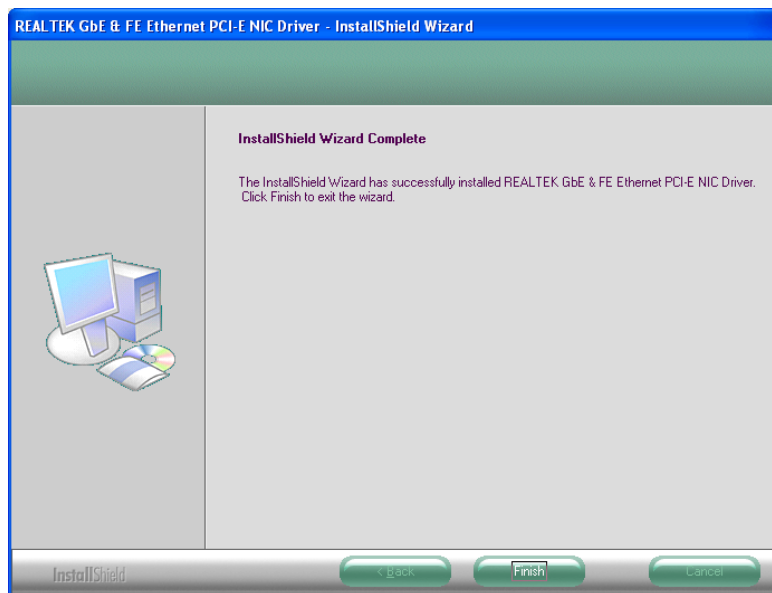 REALTEK GbE & FE Ethernet PCI-E NIC Driver - InstallShield Wizard
InstallShield Wizard Complete
The InstallShield Wizard has successfully installed REALTEK GbE & FE Ethernet PCI-E NIC Driver.
Click Finish to exit the wizard.
InstallShield
< Back
Finish
Cancel